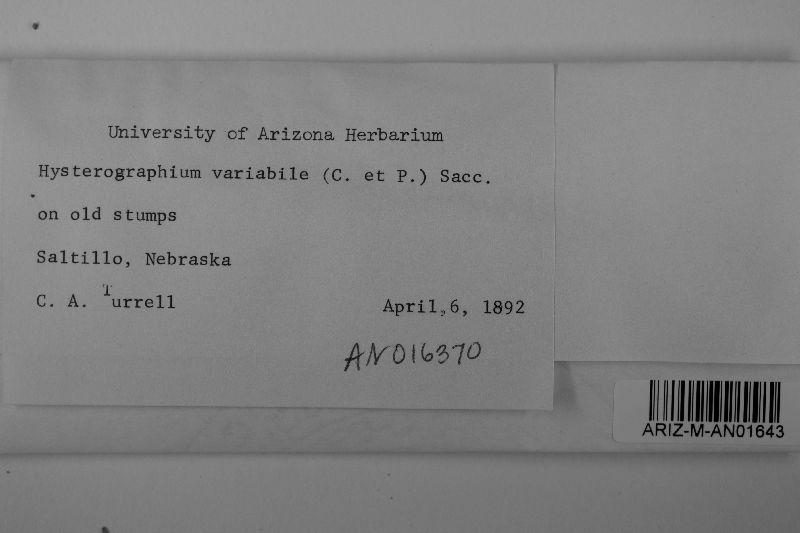 University of Arizona Herbarium
Hysterographium variabile (C. et P.) Sacc.
on old stumps
Saltillo, Nebraska
C. A. Turrell April, 6, 1892
AN016370
ARIZ-M-AN01643